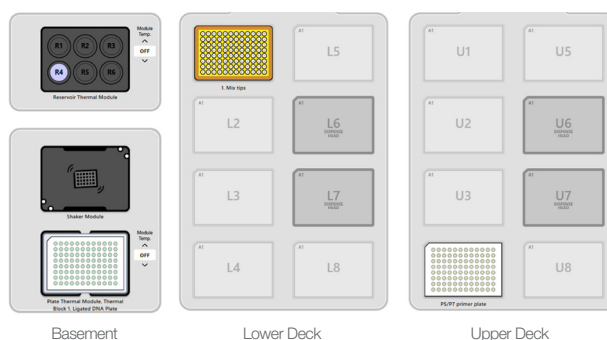 R1
R2
R3
R4
R5
R6
Module
Temp.
OFF
Reservoir Thermal Module
Shaker Module
Module
Temp.
OFF
Plate Thermal Module, Thermal
Block 1, Ligated DNA Plate
Basement
1. Mix tips
A1
L5
A1
L2
A1
L6
DISPENSE
HEAD
A1
L3
A1
L7
DISPENSE
HEAD
A1
L4
A1
L8
Lower Deck
A1
U1
A1
U5
A1
U2
A1
U6
DISPENSE
HEAD
A1
U3
A1
U7
DISPENSE
HEAD
P5/P7 primer plate
A1
U8
Upper Deck